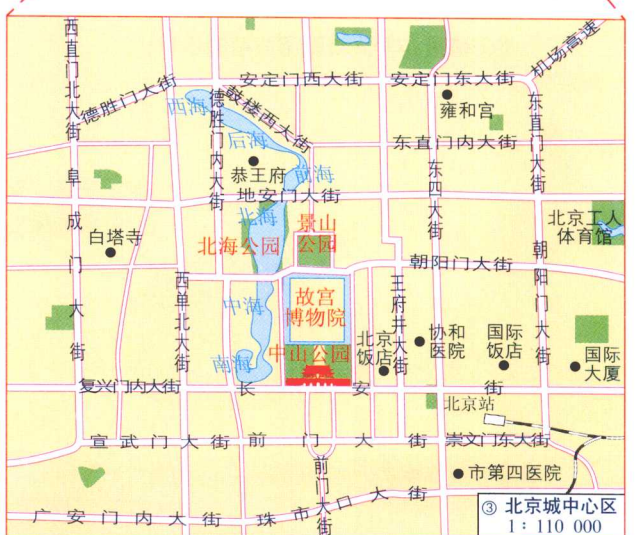 西直门北大街
德胜门大街
安定门西大街
安定门东大街
机场高速
西海
德胜门内大街
鼓楼西大街
雍和宫
东直门大街
后海
东直门内大街
恭王府
前海
阜成门大街
地安门大街
东四大街
北海
景山
公园
北京工人
体育馆
白塔寺
北海公园
朝阳门大街
朝阳门大街
西单北大街
故宫
博物院
王府井大街
中海
北京
饭店
协和
医院
国际
饭店
中山公园
国际
大厦
南海
复兴门内大街
长安街
北京站
宣武门大街
前门大街
崇文门东大街
前门大街
市第四医院
广安门内大街
珠市口大街
③ 北京城中心区
1：110 000